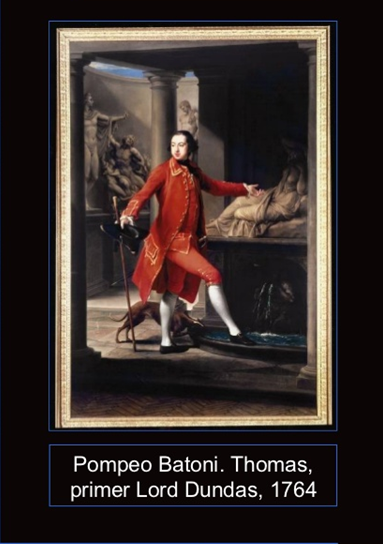 Pompeo Batoni. Thomas,
primer Lord Dundas, 1764